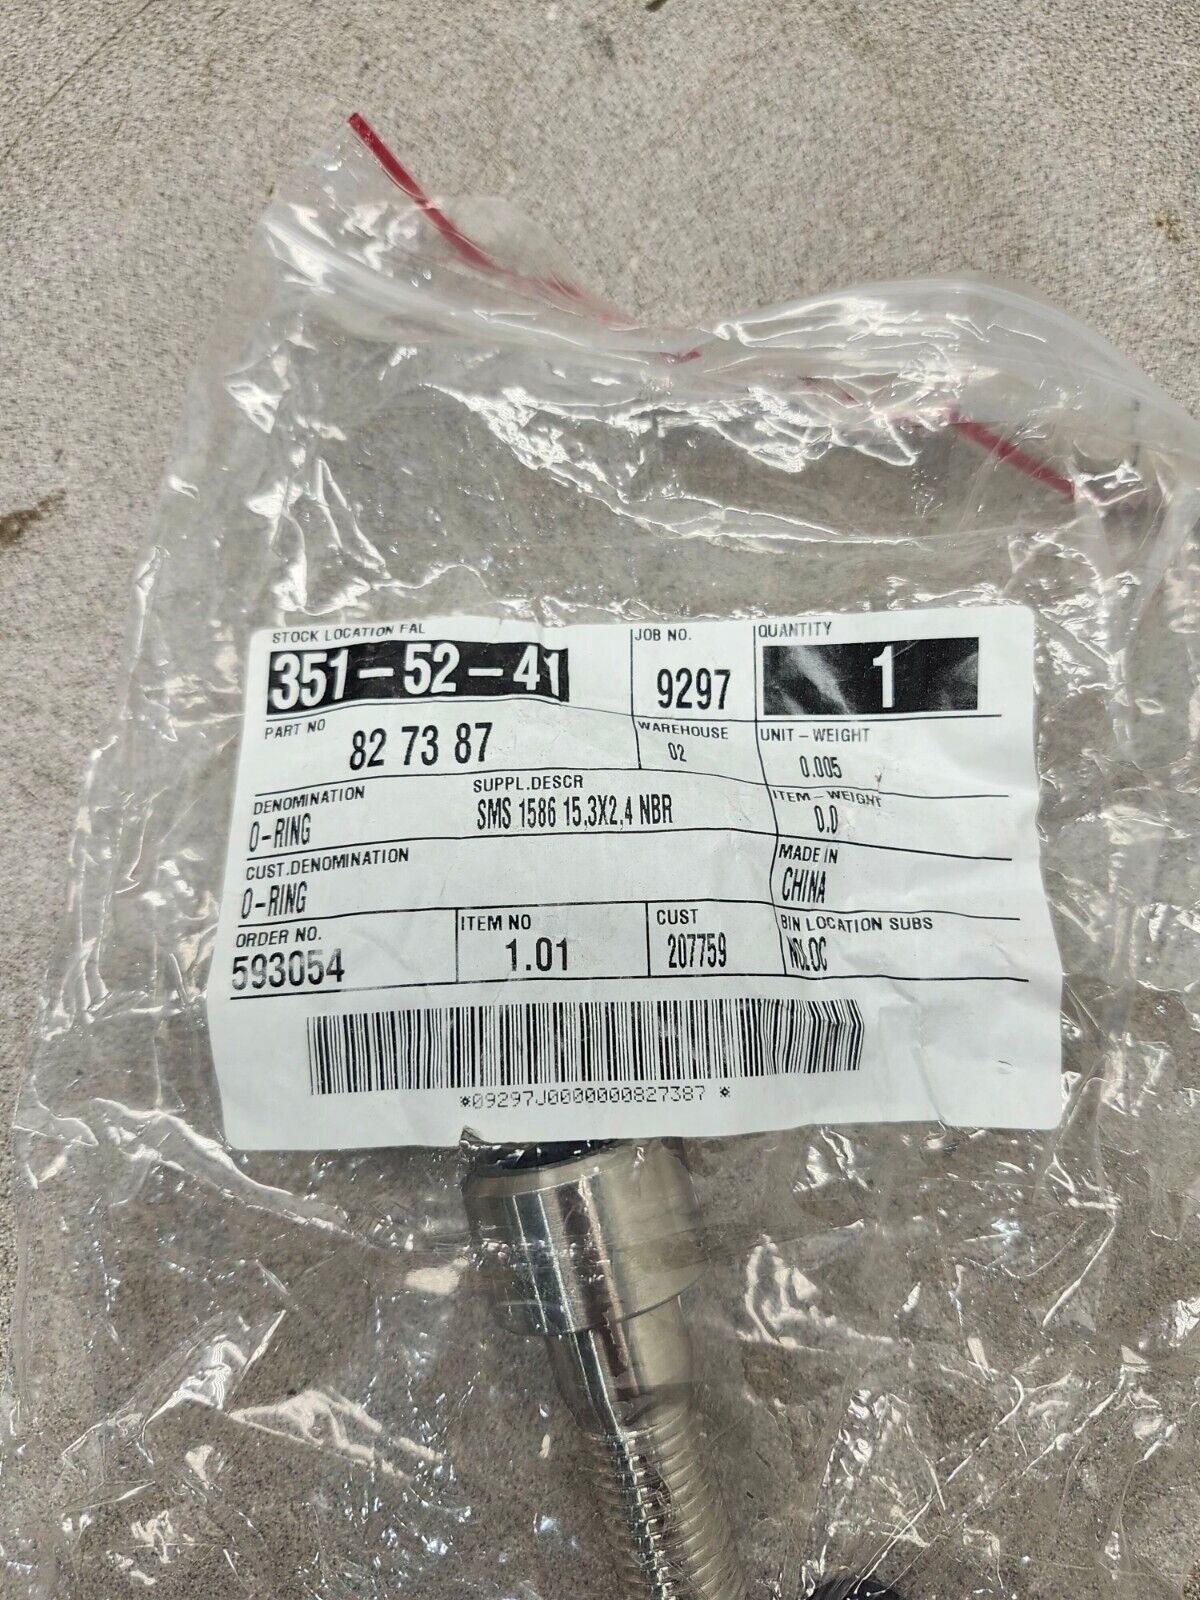 STOCK LOCATION FAL JOB NO. QUANTITY
351-52-41 9297 1
PART NO 82 73 87 WAREHOUSE 02 UNIT-WEIGHT 0.005
DENOMINATION SUPPL.DESCR ITEM-WEIGHT
O-RING SMS 1586 15,3X2,4 NBR 0.0
CUST.DENOMINATION MADE IN
O-RING CHINA
ORDER NO. ITEM NO CUST BIN LOCATION SUBS
593054 1.01 207759 NOLOC
*09297J0000000827387 *